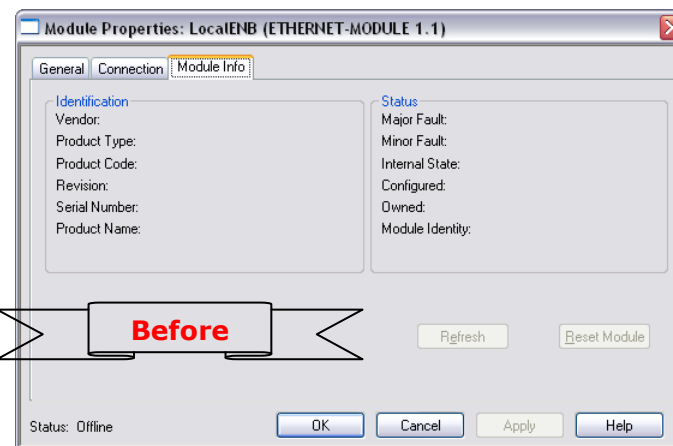 Module Properties: LocalENB (ETHERNET-MODULE 1.1)
General Connection Module Info
Identification
Vendor:
Product Type:
Product Code:
Revision:
Serial Number:
Product Name:
Status
Major Fault:
Minor Fault:
Internal State:
Configured:
Owned:
Module Identity:
Before
Refresh Reset Module
Status: Offline OK Cancel Apply Help